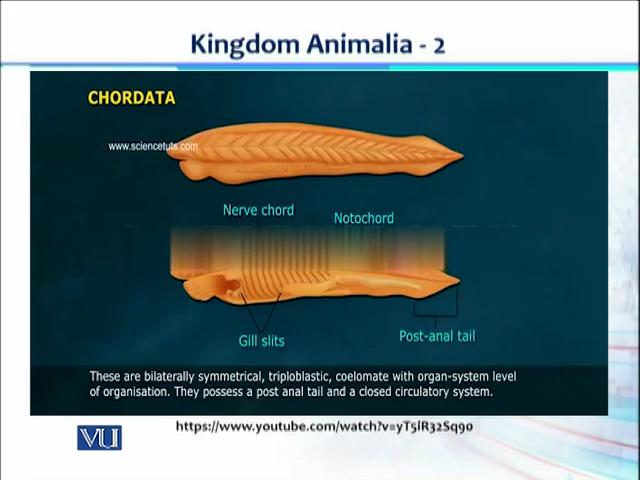 Kingdom Animalia - 2
CHORDATA
www.sciencetuts.com
Nerve chord
Notochord
Gill slits
Post-anal tail
These are bilaterally symmetrical, triploblastic, coelomate with organ-system level
of organisation. They possess a post anal tail and a closed circulatory system.
https://www.youtube.com/watch?v=yT5lR32Sq90
VU